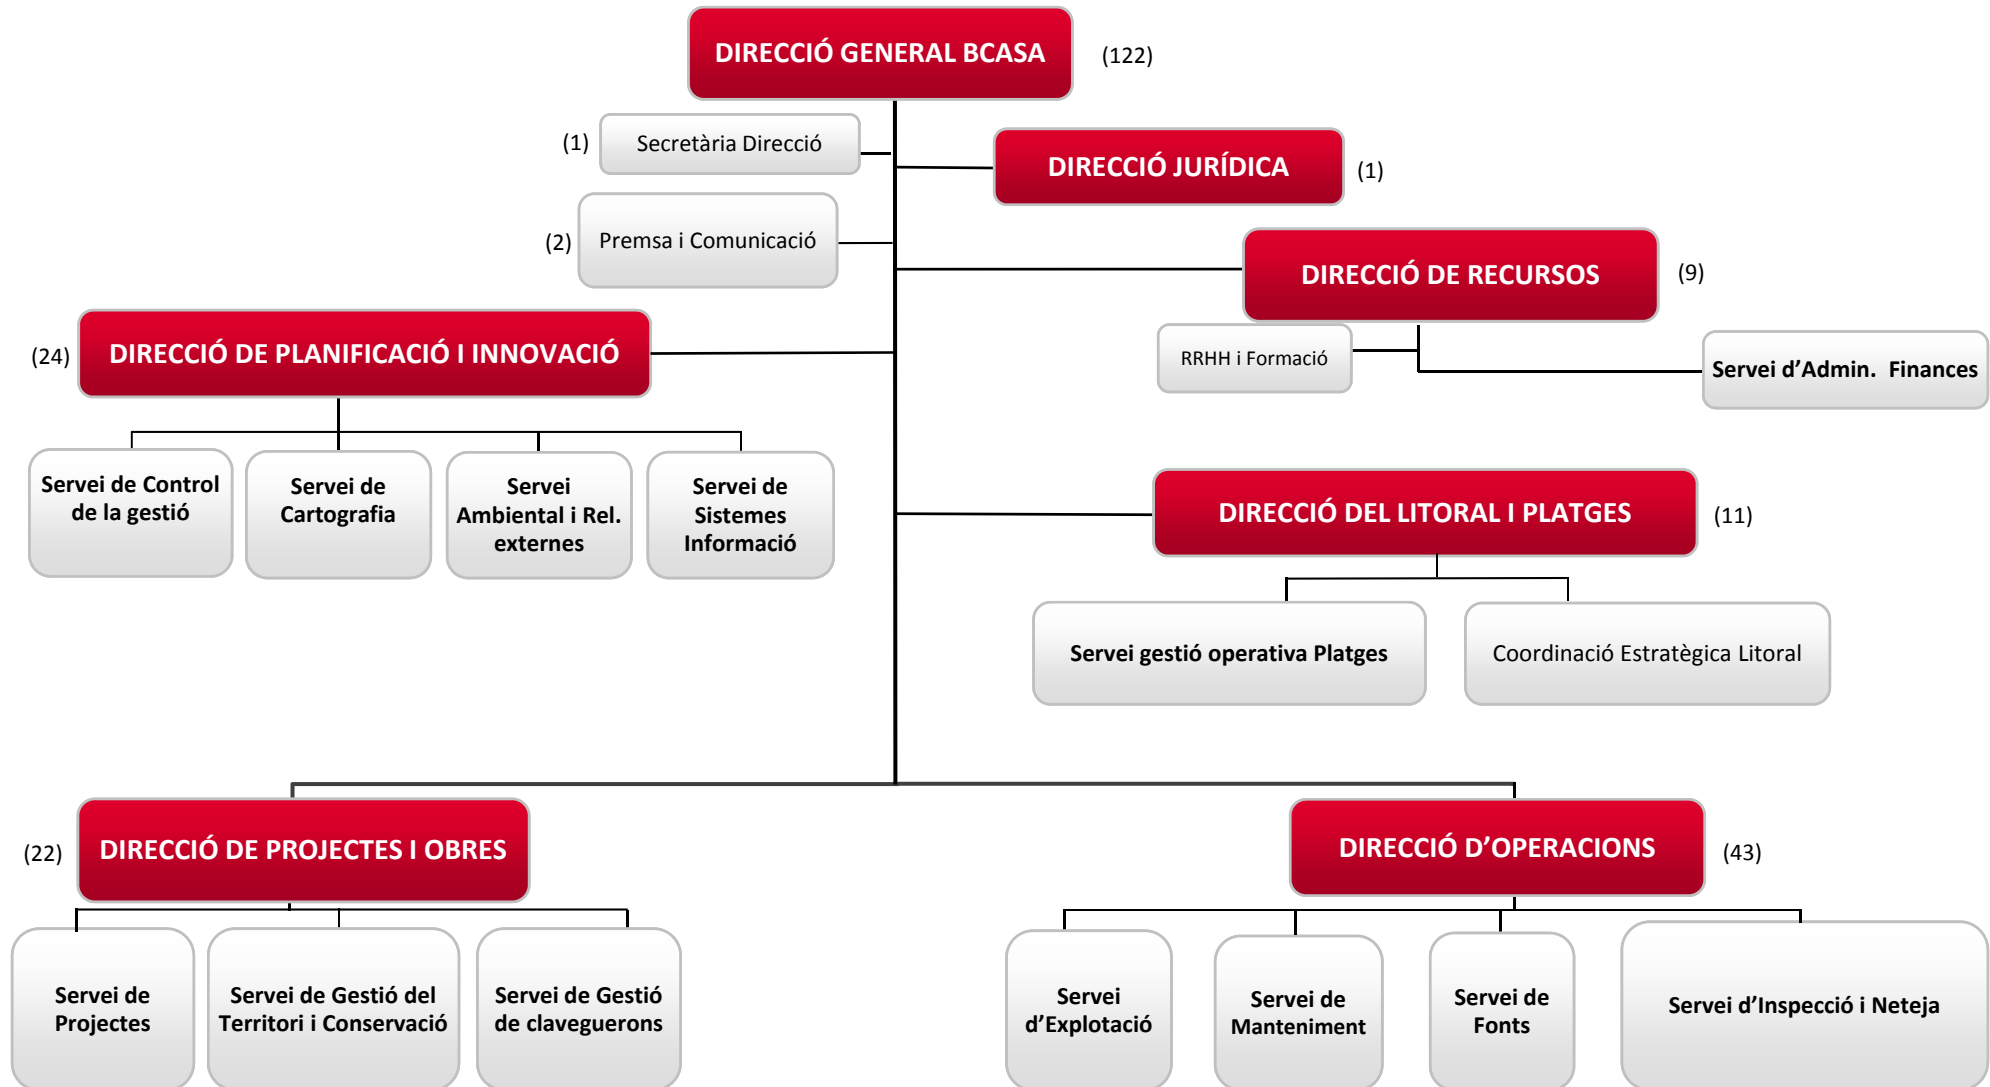 DIRECCIÓ GENERAL BCASA
(122)
(1)
Secretària Direcció
DIRECCIÓ JURÍDICA
(1)
(2)
Premsa i Comunicació
DIRECCIÓ DE RECURSOS
(9)
(24)
DIRECCIÓ DE PLANIFICACIÓ I INNOVACIÓ
RRHH i Formació
Servei d’Admin. Finances
Servei de Control
de la gestió
Servei de
Cartografia
Servei
Ambiental i Rel.
externes
Servei de
Sistemes
Informació
DIRECCIÓ DEL LITORAL I PLATGES
(11)
Servei gestió operativa Platges
Coordinació Estratègica Litoral
(22)
DIRECCIÓ DE PROJECTES I OBRES
DIRECCIÓ D’OPERACIONS
(43)
Servei de
Projectes
Servei de Gestió del
Territori i Conservació
Servei de Gestió
de clavegueron​s
Servei
d’Explotació
Servei de
Manteniment
Servei de
Fonts
Servei d’Inspecció i Neteja